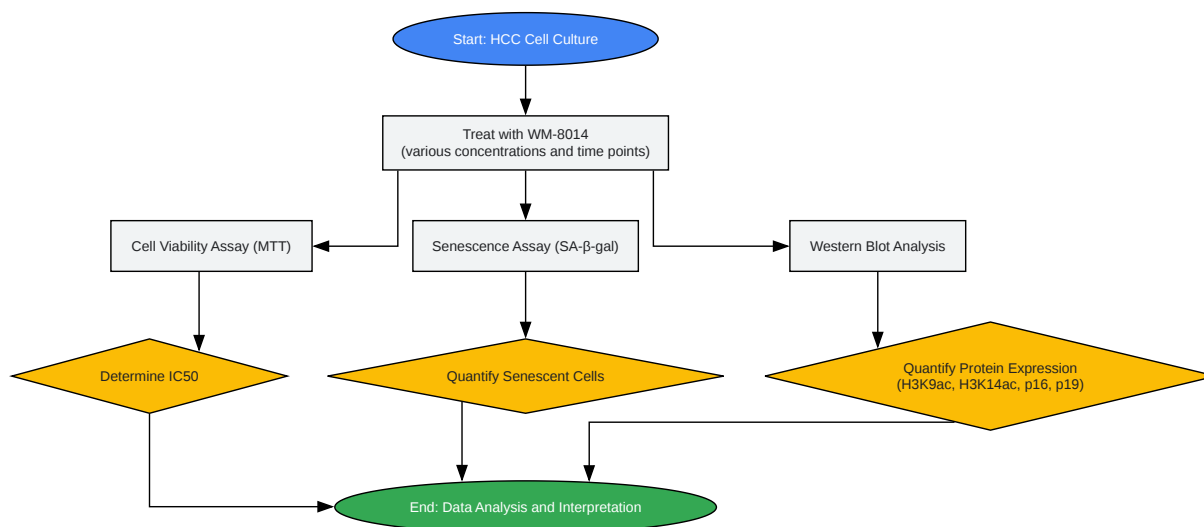 Start: HCC Cell Culture
Treat with WM-8014
(various concentrations and time points)
Cell Viability Assay (MTT)
Senescence Assay (SA-β-gal)
Western Blot Analysis
Determine IC50
Quantify Senescent Cells
Quantify Protein Expression
(H3K9ac, H3K14ac, p16, p19)
End: Data Analysis and Interpretation